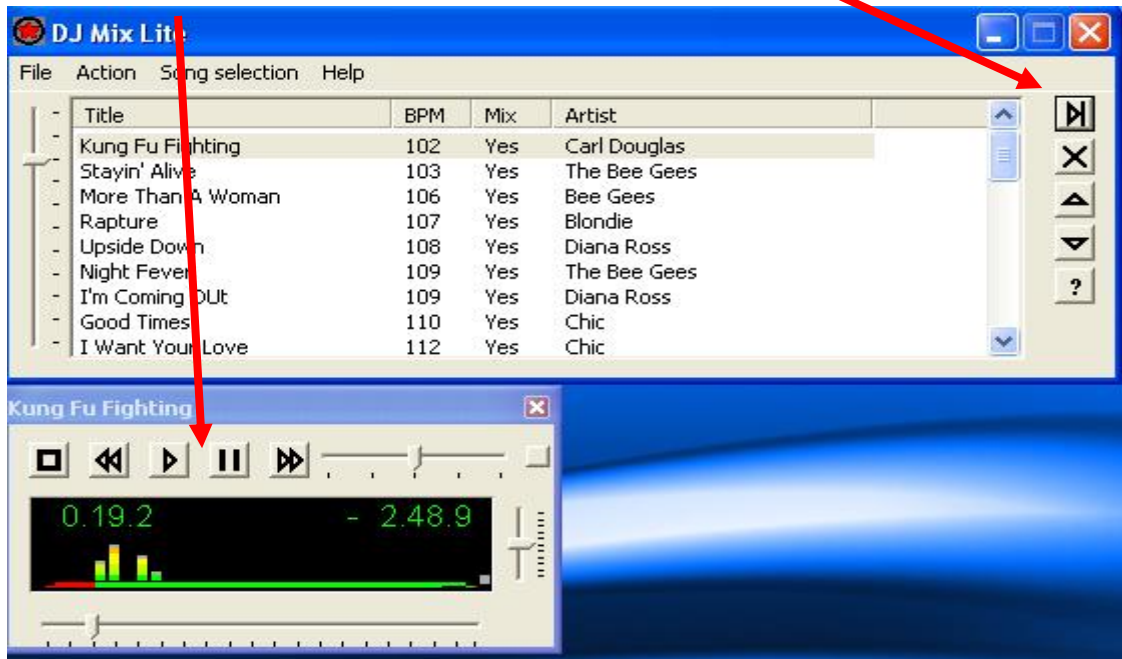 DJ Mix Lite
File Action Song selection Help
Title BPM Mix Artist
Kung Fu Fighting 102 Yes Carl Douglas
Stayin' Alive 103 Yes The Bee Gees
More Than A Woman 106 Yes Bee Gees
Rapture 107 Yes Blondie
Upside Down 108 Yes Diana Ross
Night Fever 109 Yes The Bee Gees
I'm Coming OUt 109 Yes Diana Ross
Good Times 110 Yes Chic
I Want Your Love 112 Yes Chic
?
Kung Fu Fighting
0.19.2 - 2.48.9